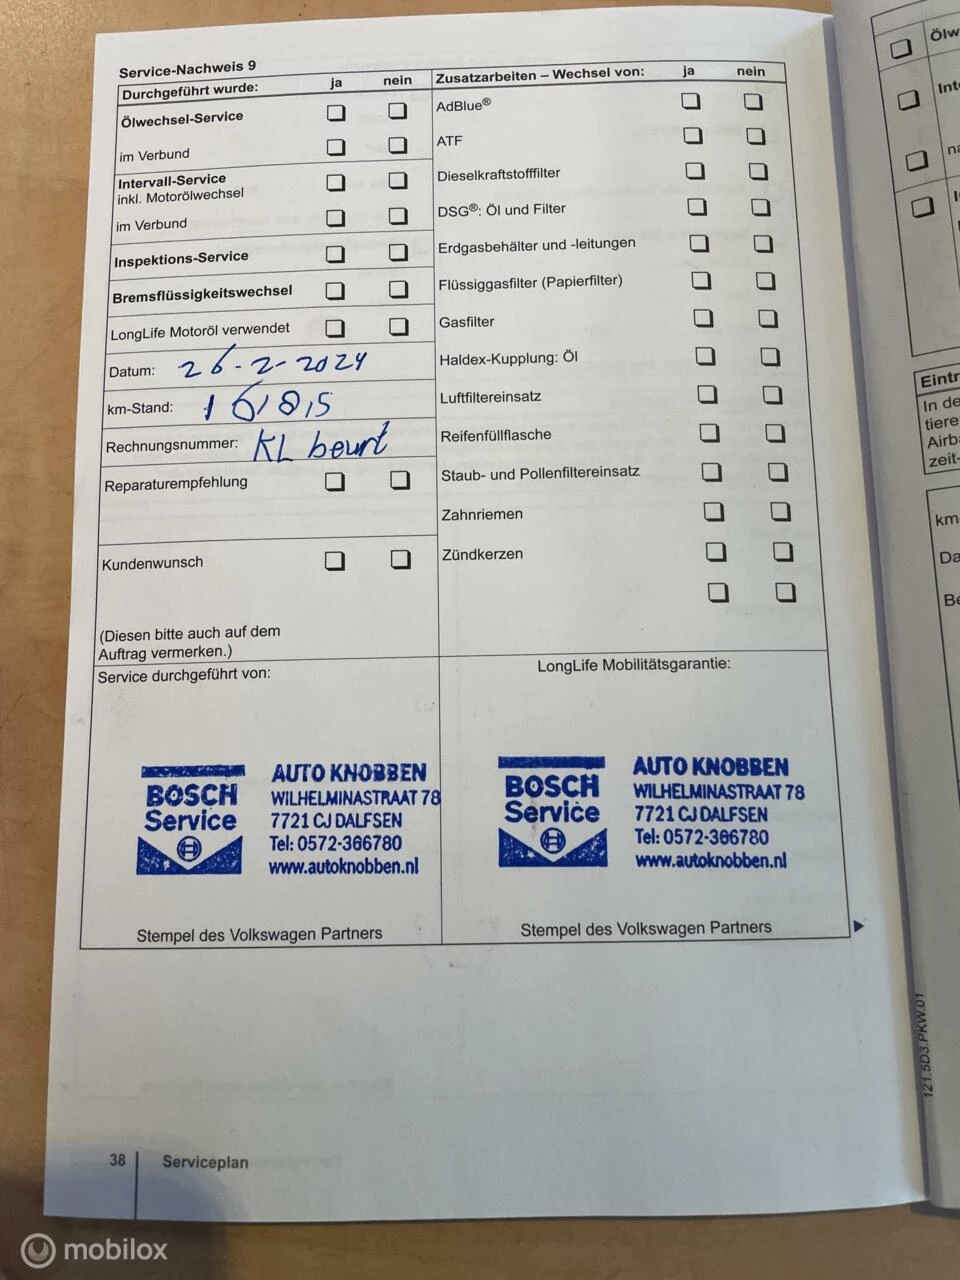 Service-Nachweis 9
Durchgeführt wurde: ja nein
Ölwechsel-Service
im Verbund
Intervall-Service
inkl. Motorölwechsel
im Verbund
Inspektions-Service
Bremsflüssigkeitswechsel
LongLife Motoröl verwendet
Datum: 26-2-2024
km-Stand:
Rechnungsnummer: KL beurt
Reparaturempfehlung
Kundenwunsch
(Diesen bitte auch auf dem
Auftrag vermerken.)
Zusatzarbeiten – Wechsel von: ja nein
AdBlue®
ATF
Dieselkraftstofffilter
DSG®: Öl und Filter
Erdgasbehälter und -leitungen
Flüssiggasfilter (Papierfilter)
Gasfilter
Haldex-Kupplung: Öl
Luftfiltereinsatz
Reifenfüllflasche
Staub- und Pollenfiltereinsatz
Zahnriemen
Zündkerzen
Service durchgeführt von:
BOSCH
Service
AUTO KNOBBEN
WILHELMINASTRAAT 78
7721 CJ DALFSEN
Tel: 0572-366780
www.autoknobben.nl
Stempel des Volkswagen Partners
LongLife Mobilitätsgarantie:
BOSCH
Service
AUTO KNOBBEN
WILHELMINASTRAAT 78
7721 CJ DALFSEN
Tel: 0572-366780
www.autoknobben.nl
Stempel des Volkswagen Partners
38 Serviceplan
121.5D3.PKW.01
mobilox